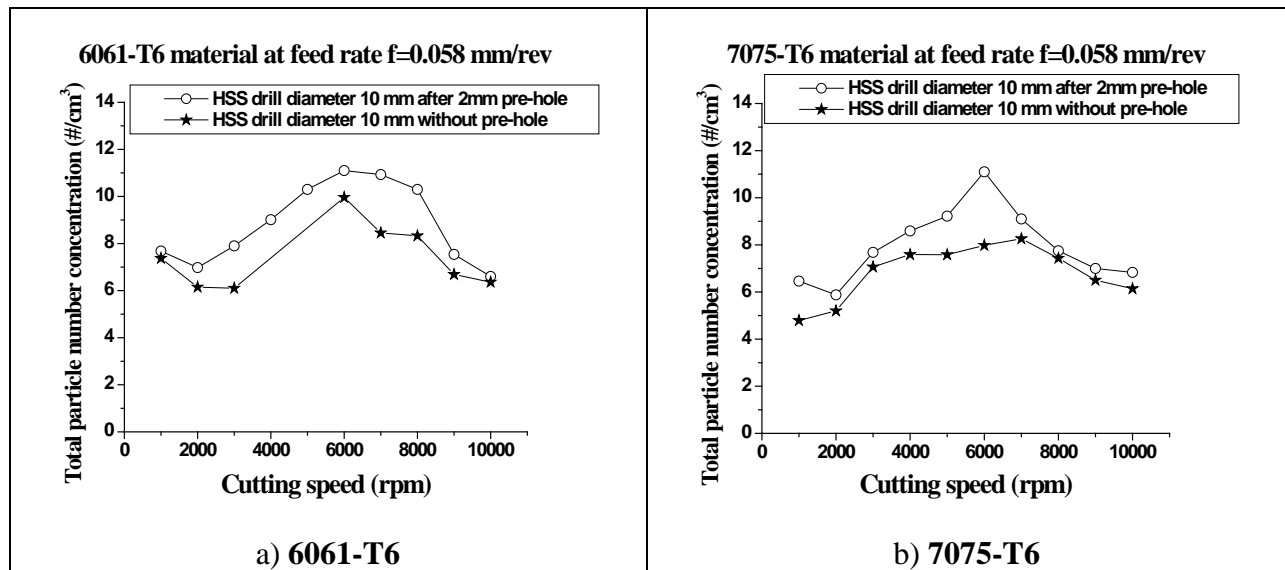 6061-T6 material at feed rate f=0.058 mm/rev
HSS drill diameter 10 mm after 2mm pre-hole
HSS drill diameter 10 mm without pre-hole
Total particle number concentration (#/cm³)
14
12
10
8
6
4
2
0
0 2000 4000 6000 8000 10000
Cutting speed (rpm)
a) 6061-T6
7075-T6 material at feed rate f=0.058 mm/rev
HSS drill diameter 10 mm after 2mm pre-hole
HSS drill diameter 10 mm without pre-hole
Total particle number concentration (#/cm³)
14
12
10
8
6
4
2
0
0 2000 4000 6000 8000 10000
Cutting speed (rpm)
b) 7075-T6